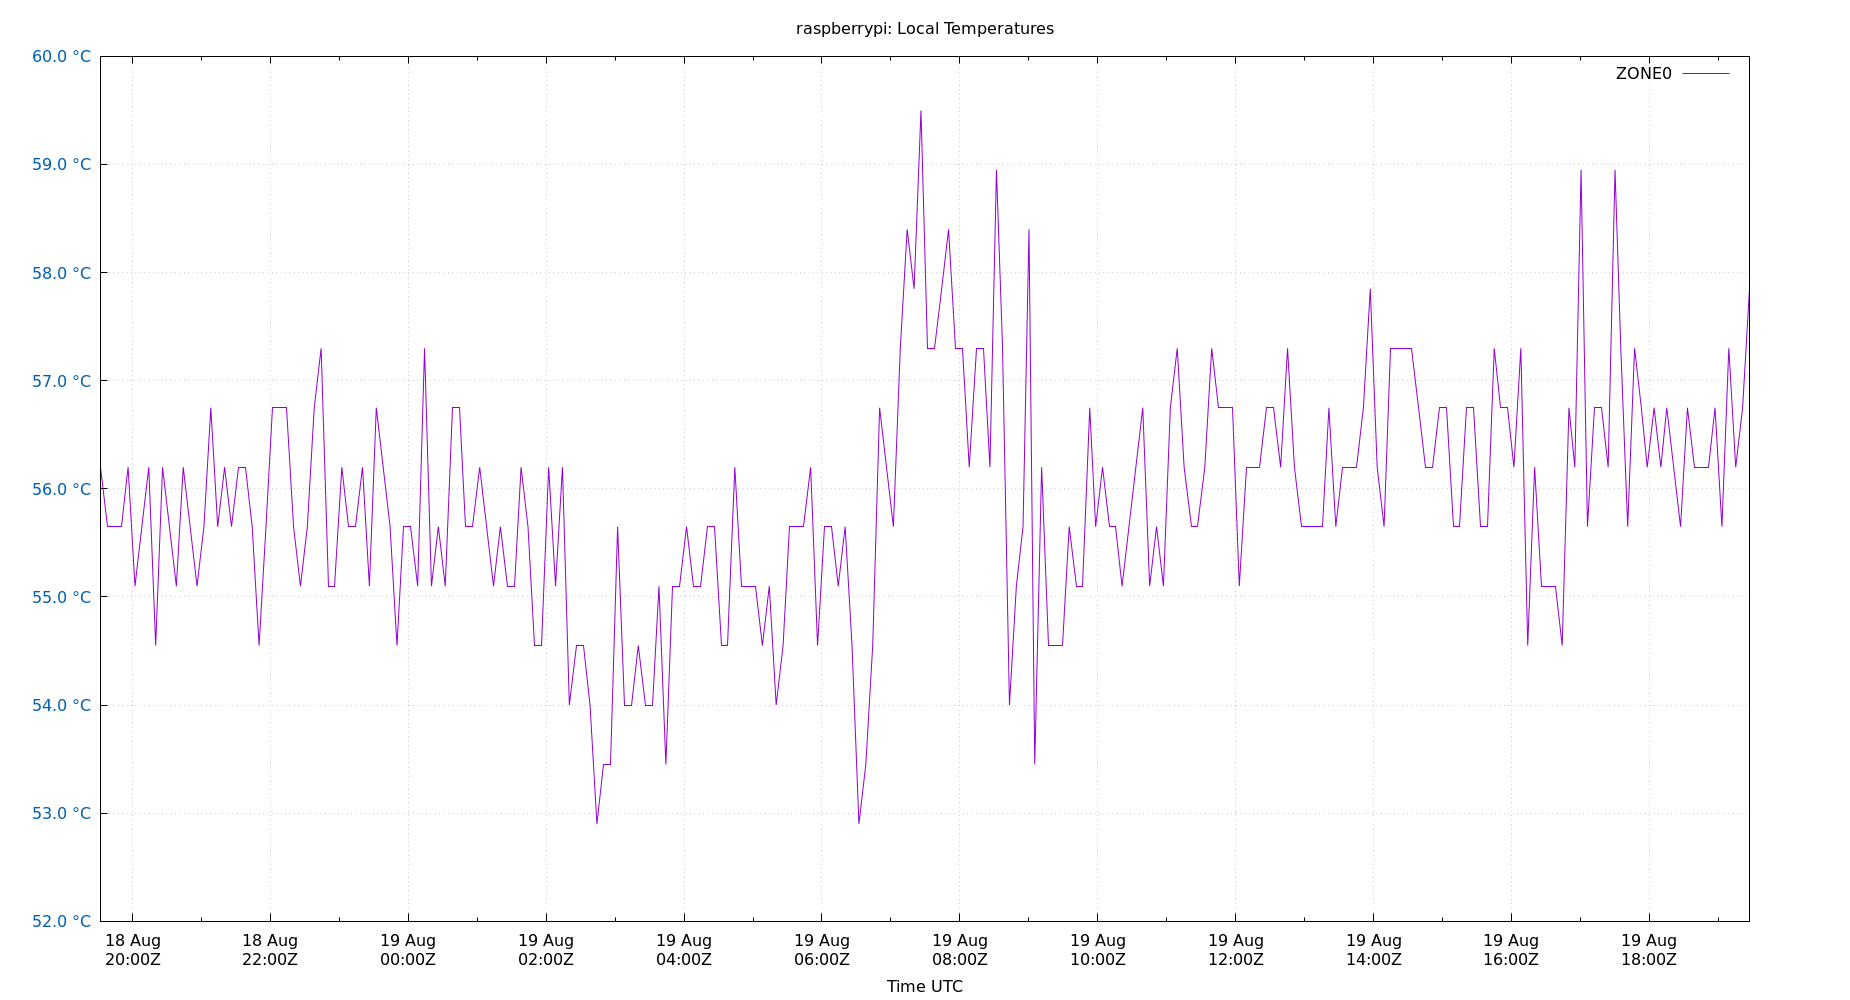 raspberrypi: Local Temperatures
60.0 °C
ZONE0
59.0 °C
58.0 °C
57.0 °C
56.0 °C
55.0 °C
54.0 °C
53.0 °C
52.0 °C
18 Aug 18 Aug 19 Aug 19 Aug 19 Aug 19 Aug 19 Aug 19 Aug 19 Aug 19 Aug 19 Aug 19 Aug
20:00Z 22:00Z 00:00Z 02:00Z 04:00Z 06:00Z 08:00Z 10:00Z 12:00Z 14:00Z 16:00Z 18:00Z
Time UTC